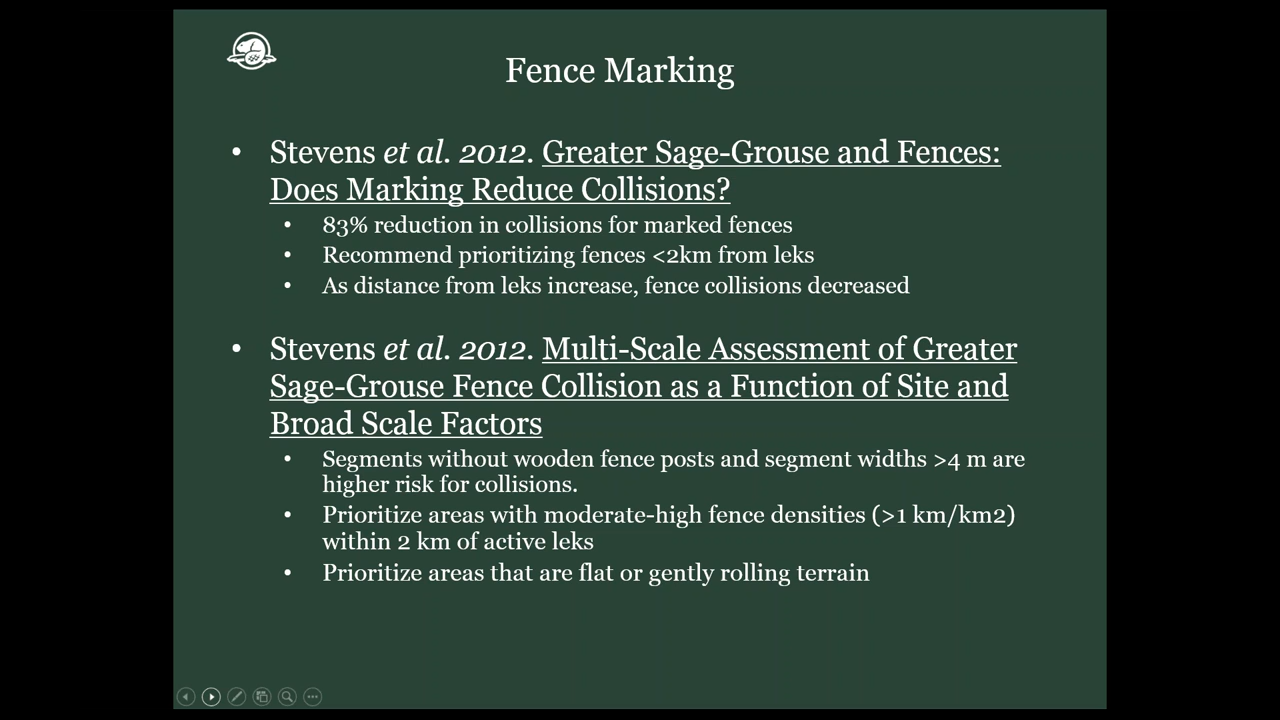 Fence Marking
• Stevens et al. 2012. Greater Sage-Grouse and Fences:
Does Marking Reduce Collisions?
• 83% reduction in collisions for marked fences
• Recommend prioritizing fences <2km from leks
• As distance from leks increase, fence collisions decreased
• Stevens et al. 2012. Multi-Scale Assessment of Greater
Sage-Grouse Fence Collision as a Function of Site and
Broad Scale Factors
• Segments without wooden fence posts and segment widths >4 m are
higher risk for collisions.
• Prioritize areas with moderate-high fence densities (>1 km/km2)
within 2 km of active leks
• Prioritize areas that are flat or gently rolling terrain